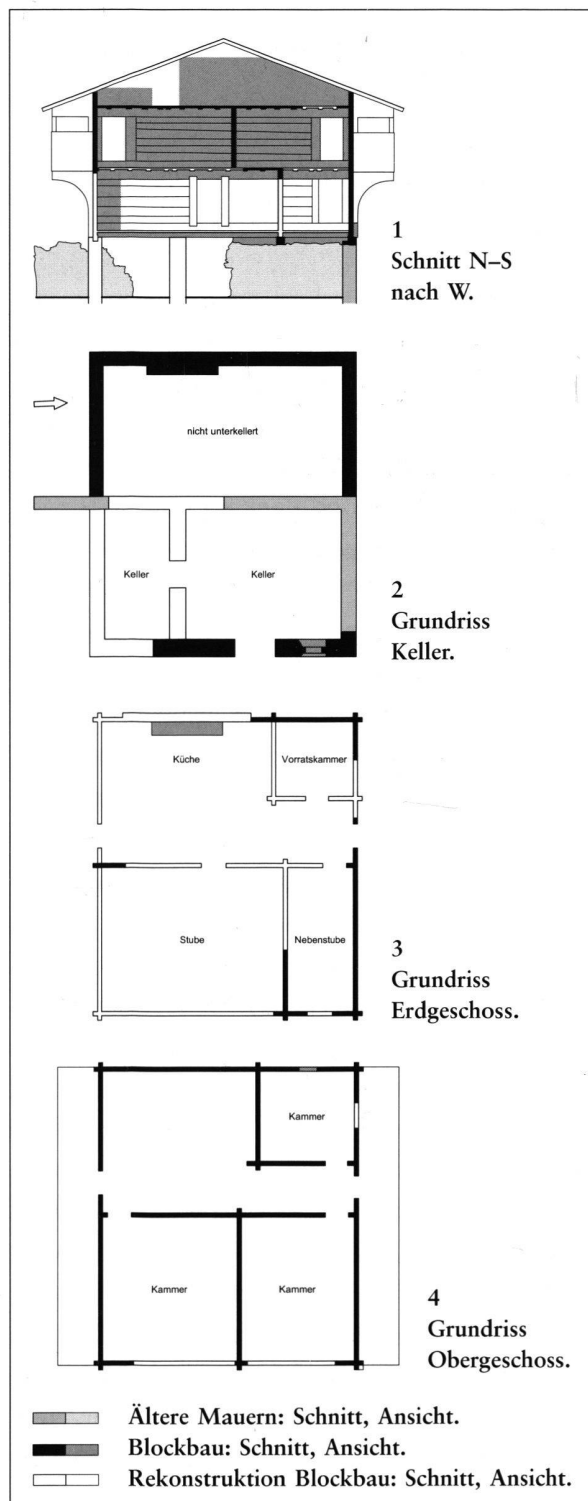 1
Schnitt N–S
nach W.
nicht unterkellert
Keller
Keller
2
Grundriss
Keller.
Küche
Vorratskammer
Stube
Nebenstube
3
Grundriss
Erdgeschoss.
Kammer
Kammer
Kammer
4
Grundriss
Obergeschoss.
Ältere Mauern: Schnitt, Ansicht.
Blockbau: Schnitt, Ansicht.
Rekonstruktion Blockbau: Schnitt, Ansicht.